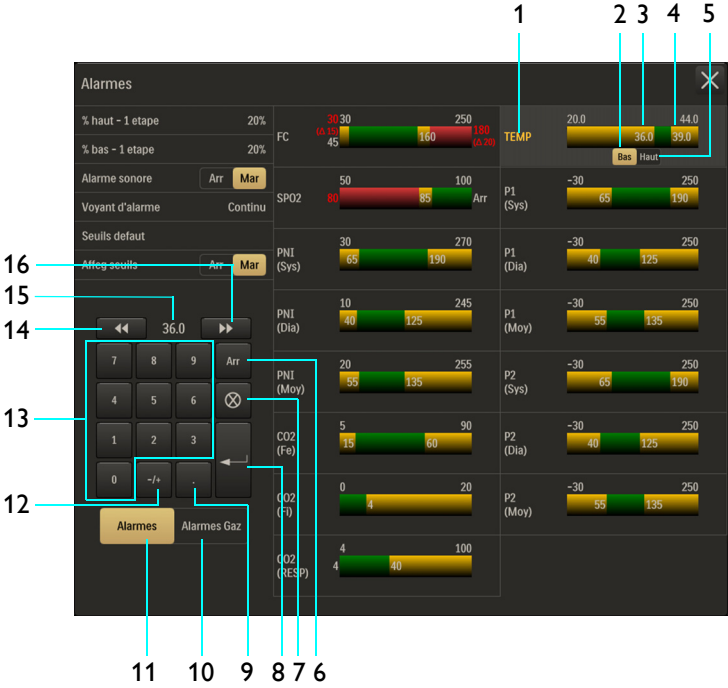 1 2 3 4 5
Alarmes
% haut - 1 etape 20%
% bas - 1 etape 20%
Alarme sonore Arr Mar
Voyant d'alarme Continu
Seuils defaut
Affcg seuils Arr Mar
16
15
14 36.0
13
7 8 9 Arr
4 5 6
1 2 3
0 -/+ .
12
Alarmes Alarmes Gaz
FC 30 (Δ 15) 30 45 160 250 180 (Δ 20)
SPO2 80 50 85 100 Arr
PNI (Sys) 30 65 190 270
PNI (Dia) 10 40 125 245
PNI (Moy) 20 55 135 255
CO2 (Fe) 5 15 60 90
CO2 (Fi) 0 4 20
CO2 (RESP) 4 4 40 100
TEMP 20.0 36.0 39.0 44.0
Bas Haut
P1 (Sys) -30 65 190 250
P1 (Dia) -30 40 125 250
P1 (Moy) -30 55 135 250
P2 (Sys) -30 65 190 250
P2 (Dia) -30 40 125 250
P2 (Moy) -30 55 135 250
11 10 9 8 7 6